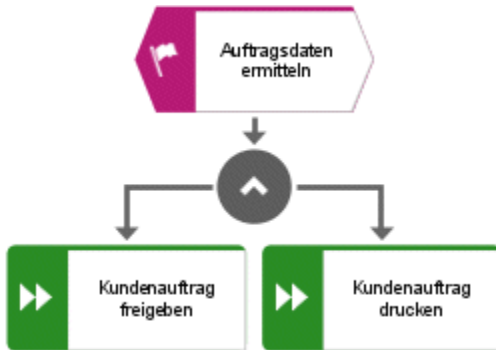 Auftragsdaten
ermitteln
Kundenauftrag
freigeben
Kundenauftrag
drucken